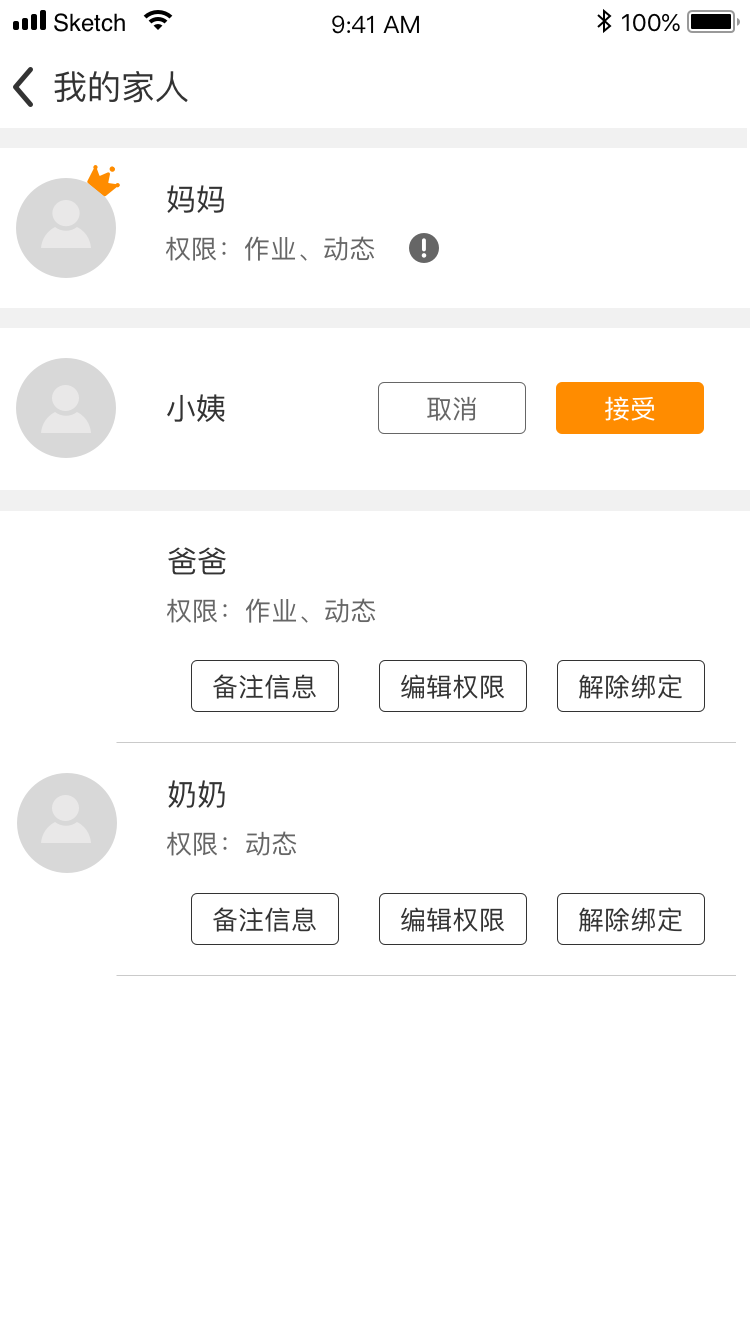 Sketch 9:41 AM 100%
我的家人
妈妈
权限：作业、动态
小姨 取消 接受
爸爸
权限：作业、动态
备注信息 编辑权限 解除绑定
奶奶
权限：动态
备注信息 编辑权限 解除绑定